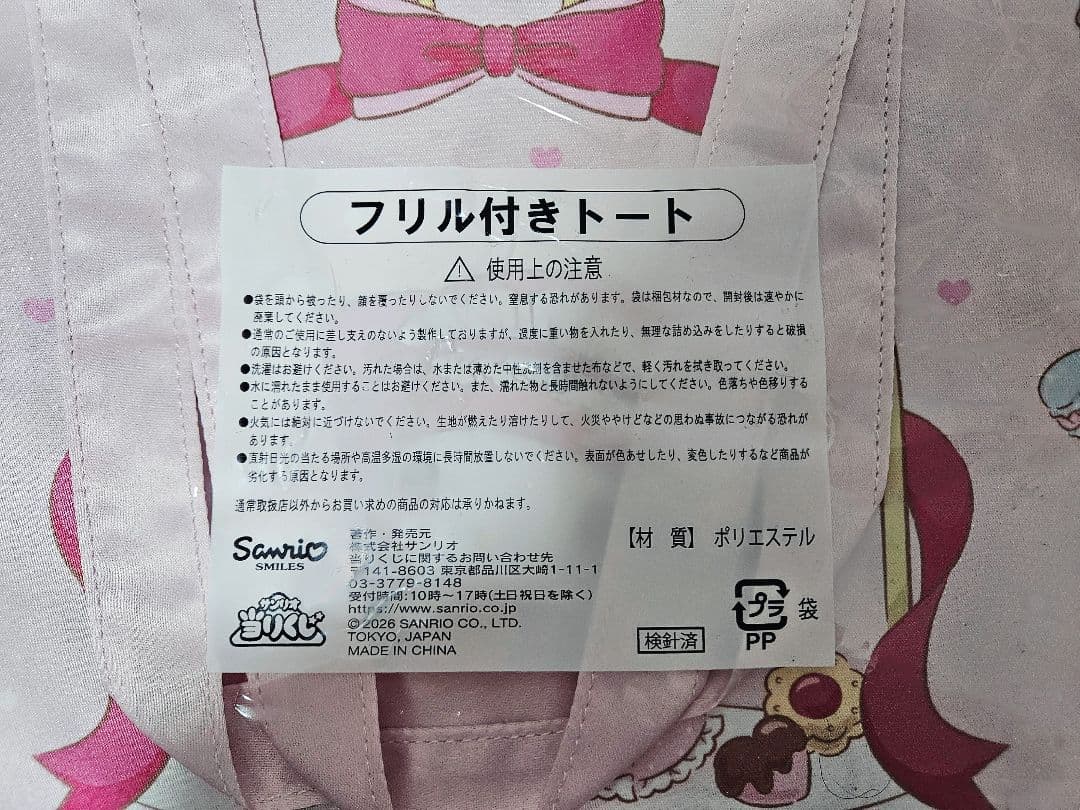 フリル付きトート
⚠ 使用上の注意
●袋を頭から被ったり、顔を覆ったりしないでください。窒息する恐れがあります。袋は梱包材なので、開封後は速やかに
廃棄してください。
●通常のご使用に差し支えのないよう製作しておりますが、過度に重い物を入れたり、無理な詰め込みをしたりすると破損
の原因となります。
●洗濯はお避けください。汚れた場合は、水または薄めた中性洗剤を含ませた布などで、軽く汚れを拭き取ってください。
●水に濡れたまま使用することはお避けください。また、濡れた物と長時間触れないようにしてください。色落ちや色移りする
ことがあります。
●火気には絶対に近づけないでください。生地が燃えたり溶けたりして、火災ややけどなどの思わぬ事故につながる恐れが
あります。
●直射日光の当たる場所や高温多湿の環境に長時間放置しないでください。表面が色あせしたり、変色したりするなど商品が
劣化する原因となります。
通常取扱店以外からお買い求めの商品の対応は承りかねます。
Sanrio
SMILES
サンリオ
当りくじ
著作・発売元
株式会社サンリオ
当りくじに関するお問い合わせ先
〒141-8603 東京都品川区大崎1-11-1
03-3779-8148
受付時間:10時～17時(土日祝日を除く)
https://www.sanrio.co.jp
© 2026 SANRIO CO., LTD.
TOKYO, JAPAN
MADE IN CHINA
【材 質】 ポリエステル
検針済
プラ 袋
PP